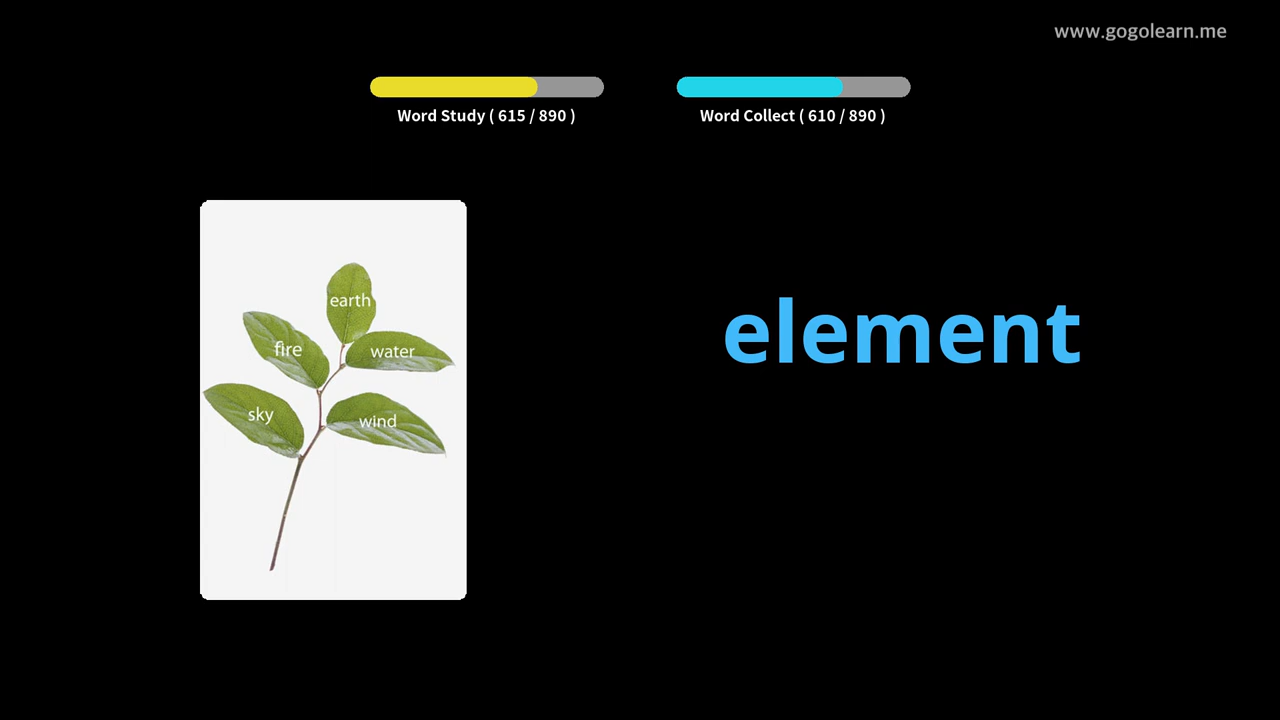 www.gogolearn.me
Word Study ( 615 / 890 )
Word Collect ( 610 / 890 )
earth
fire
water
sky
wind
element